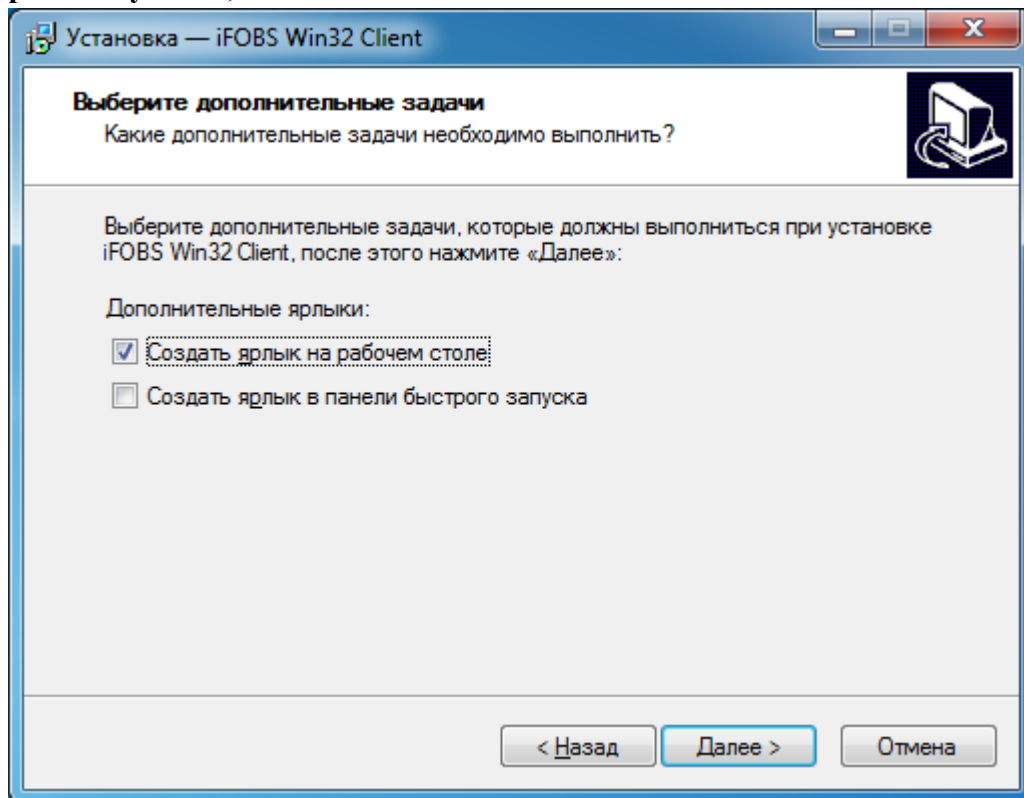 Установка — iFOBS Win32 Client
Выберите дополнительные задачи
Какие дополнительные задачи необходимо выполнить?
Выберите дополнительные задачи, которые должны выполниться при установке
iFOBS Win32 Client, после этого нажмите «Далее»:
Дополнительные ярлыки:
Создать ярлык на рабочем столе
Создать ярлык в панели быстрого запуска
< Назад Далее > Отмена